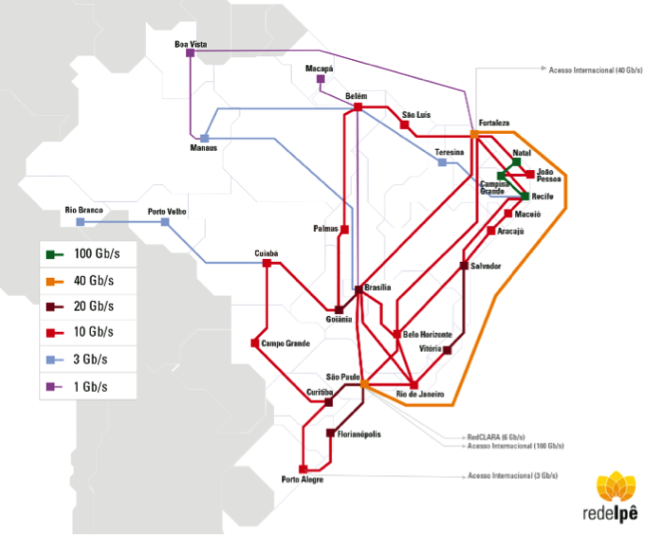 Boa Vista
Macapá
Acesso Internacional (40 Gb/s)
Belém
São Luís
Fortaleza
Manaus
Teresina
Natal
João
Pessoa
Campina
Grande
Recife
Rio Branco
Porto Velho
Maceió
Palmas
Aracajú
100 Gb/s
Cuiabá
Salvador
40 Gb/s
Brasília
20 Gb/s
Goiânia
10 Gb/s
Belo Horizonte
Campo Grande
Vitória
3 Gb/s
São Paulo
1 Gb/s
Curitiba
Rio de Janeiro
Florianópolis
RedCLARA (6 Gb/s)
Acesso Internacional (100 Gb/s)
Porto Alegre
Acesso Internacional (3 Gb/s)
redeIpê